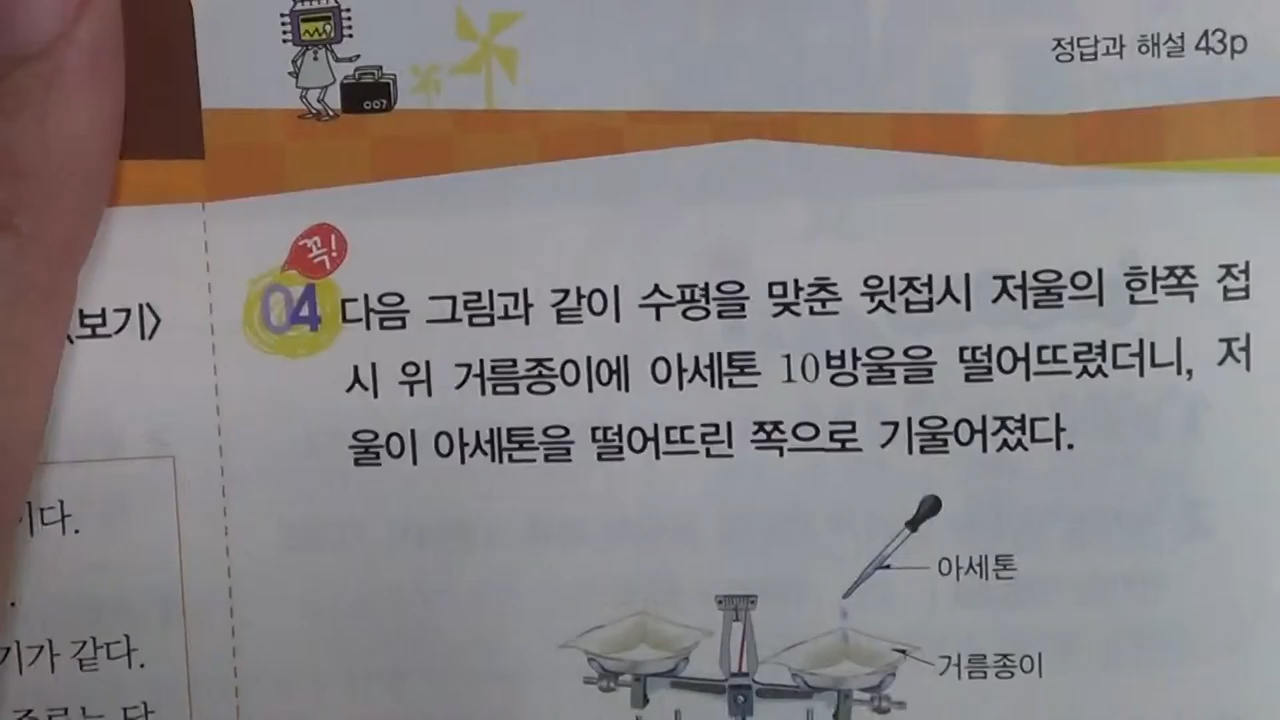 정답과 해설 43p
007
보기>
이다.
기가 같다.
꼭!
04 다음 그림과 같이 수평을 맞춘 윗접시 저울의 한쪽 접
시 위 거름종이에 아세톤 10방울을 떨어뜨렸더니, 저
울이 아세톤을 떨어뜨린 쪽으로 기울어졌다.
아세톤
거름종이